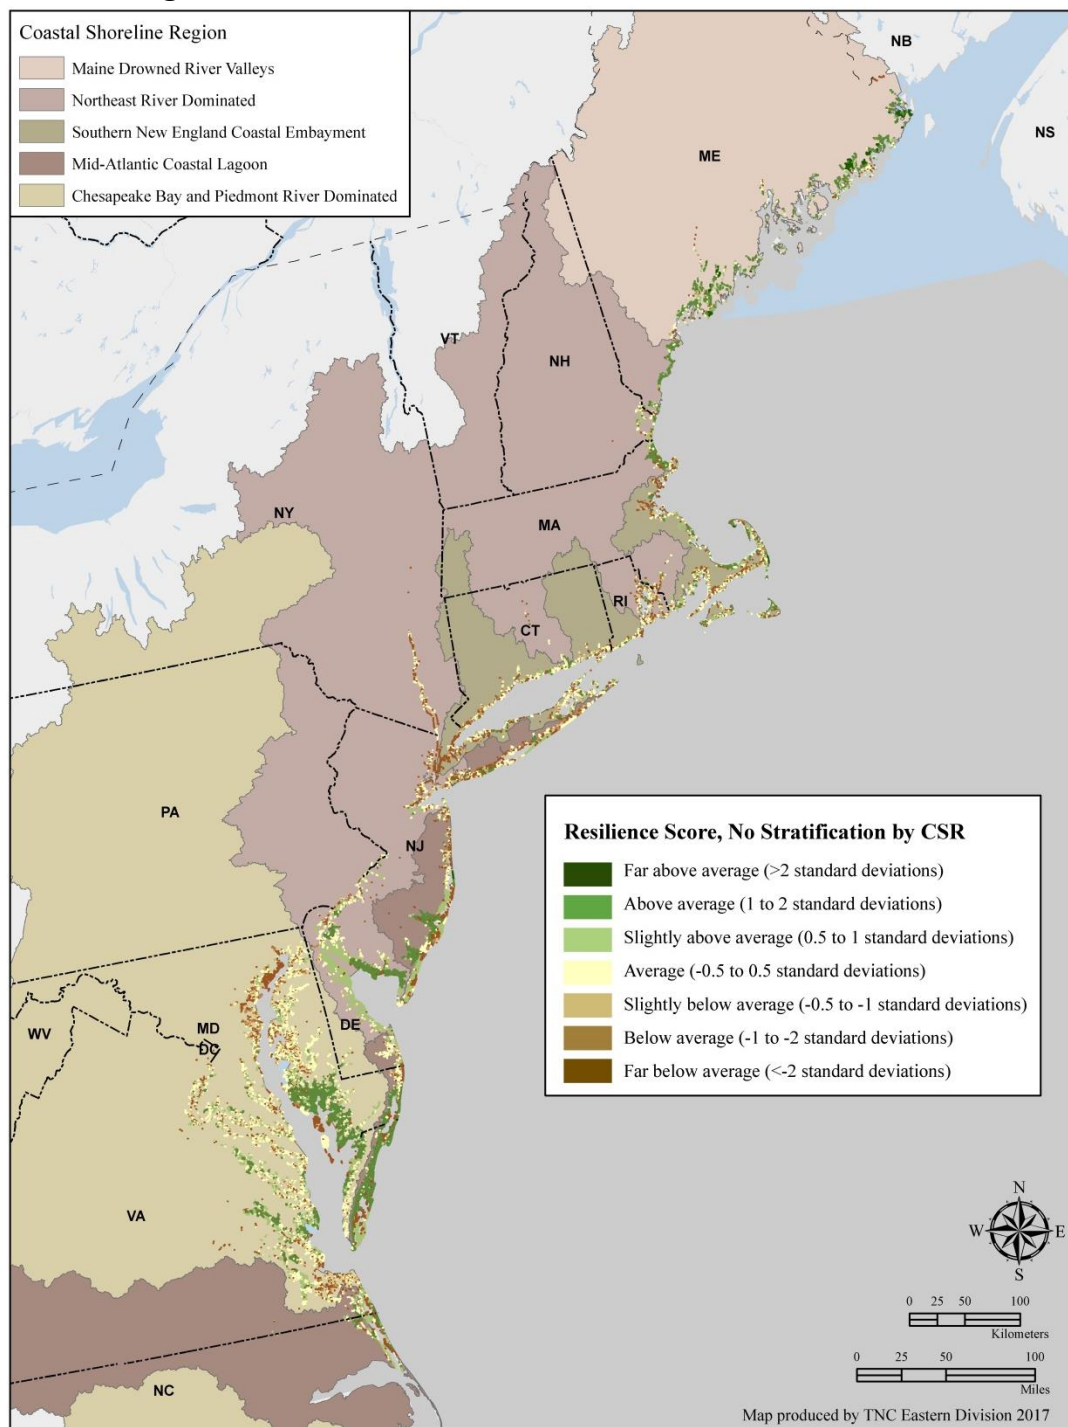 Coastal Shoreline Region
Maine Drowned River Valleys
Northeast River Dominated
Southern New England Coastal Embayment
Mid-Atlantic Coastal Lagoon
Chesapeake Bay and Piedmont River Dominated
NB
NS
ME
VT
NH
NY
MA
RI
CT
PA
NJ
Resilience Score, No Stratification by CSR
Far above average (>2 standard deviations)
Above average (1 to 2 standard deviations)
Slightly above average (0.5 to 1 standard deviations)
Average (-0.5 to 0.5 standard deviations)
Slightly below average (-0.5 to -1 standard deviations)
Below average (-1 to -2 standard deviations)
Far below average (<-2 standard deviations)
WV
MD
DC
DE
VA
NC
N
W
E
S
0 25 50 100
Kilometers
0 25 50 100
Miles
Map produced by TNC Eastern Division 2017